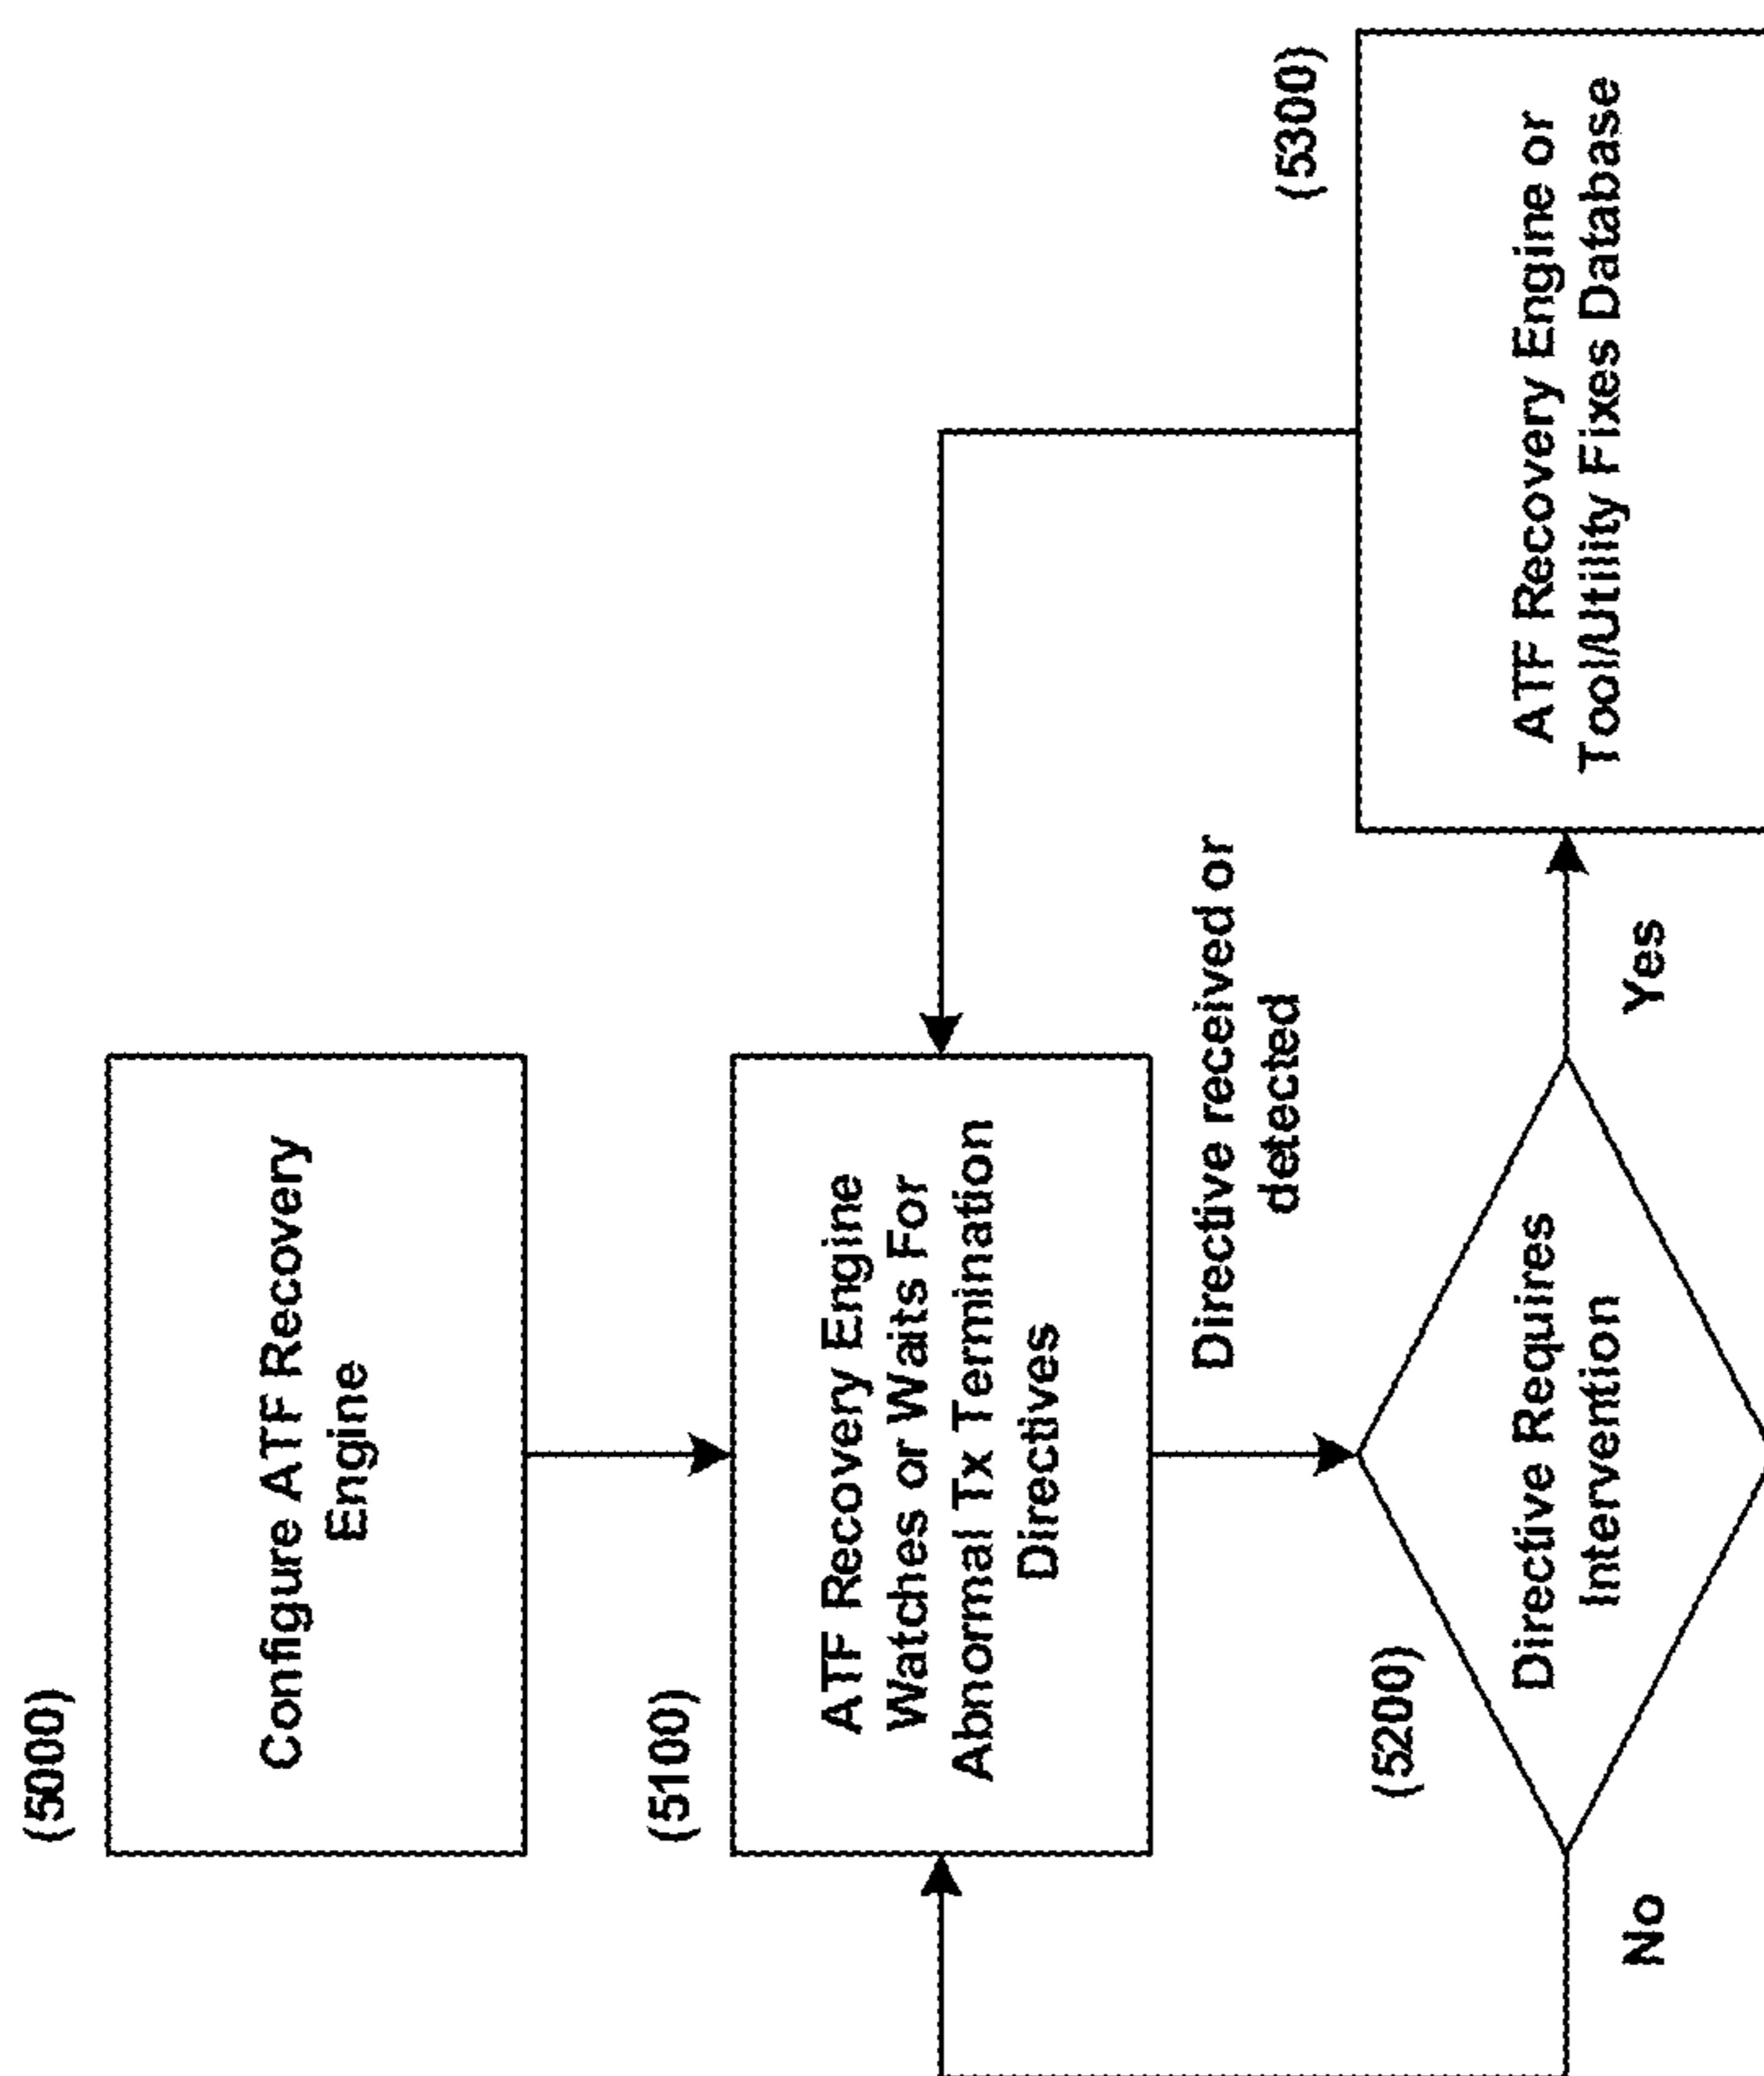 (5000)
Configure ATF Recovery
Engine
(5100)
ATF Recovery Engine
Watches or Waits For
Abnormal Tx Termination
Directives
Directive received or
detected
(5200)
Directive Requires
Intervention
No
Yes
(5300)
ATF Recovery Engine or
Tool/Utility Fixes Database